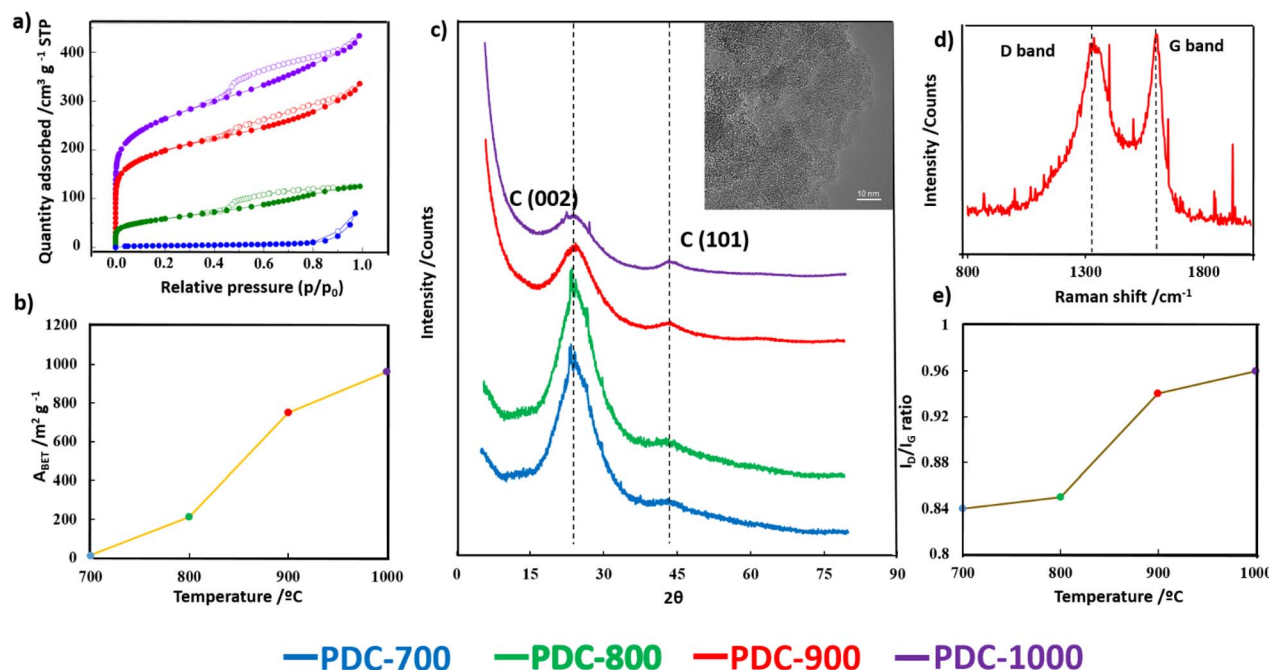 a)
Quantity adsorbed /cm³ g⁻¹ STP
400
300
200
100
0
0.0 0.2 0.4 0.6 0.8 1.0
Relative pressure (p/p₀)
b)
A_BET /m² g⁻¹
1200
1000
800
600
400
200
0
700 800 900 1000
Temperature /ºC
c)
Intensity /Counts
C (002)
C (101)
10 nm
0 15 30 45 60 75 90
2θ
d)
D band G band
Intensity /Counts
800 1300 1800
Raman shift /cm⁻¹
e)
I_D/I_G ratio
1
0.96
0.92
0.88
0.84
0.8
700 800 900 1000
Temperature /ºC
PDC-700 PDC-800 PDC-900 PDC-1000